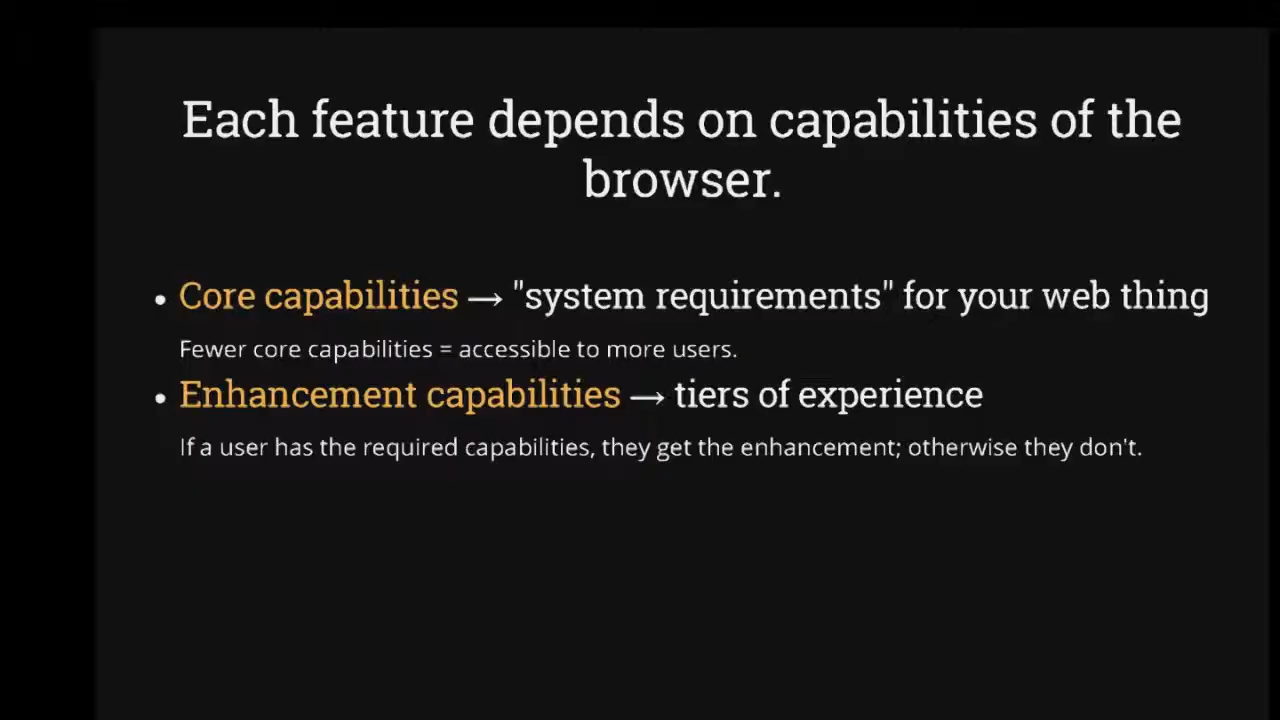 Each feature depends on capabilities of the
browser.
• Core capabilities → "system requirements" for your web thing
Fewer core capabilities = accessible to more users.
• Enhancement capabilities → tiers of experience
If a user has the required capabilities, they get the enhancement; otherwise they don't.